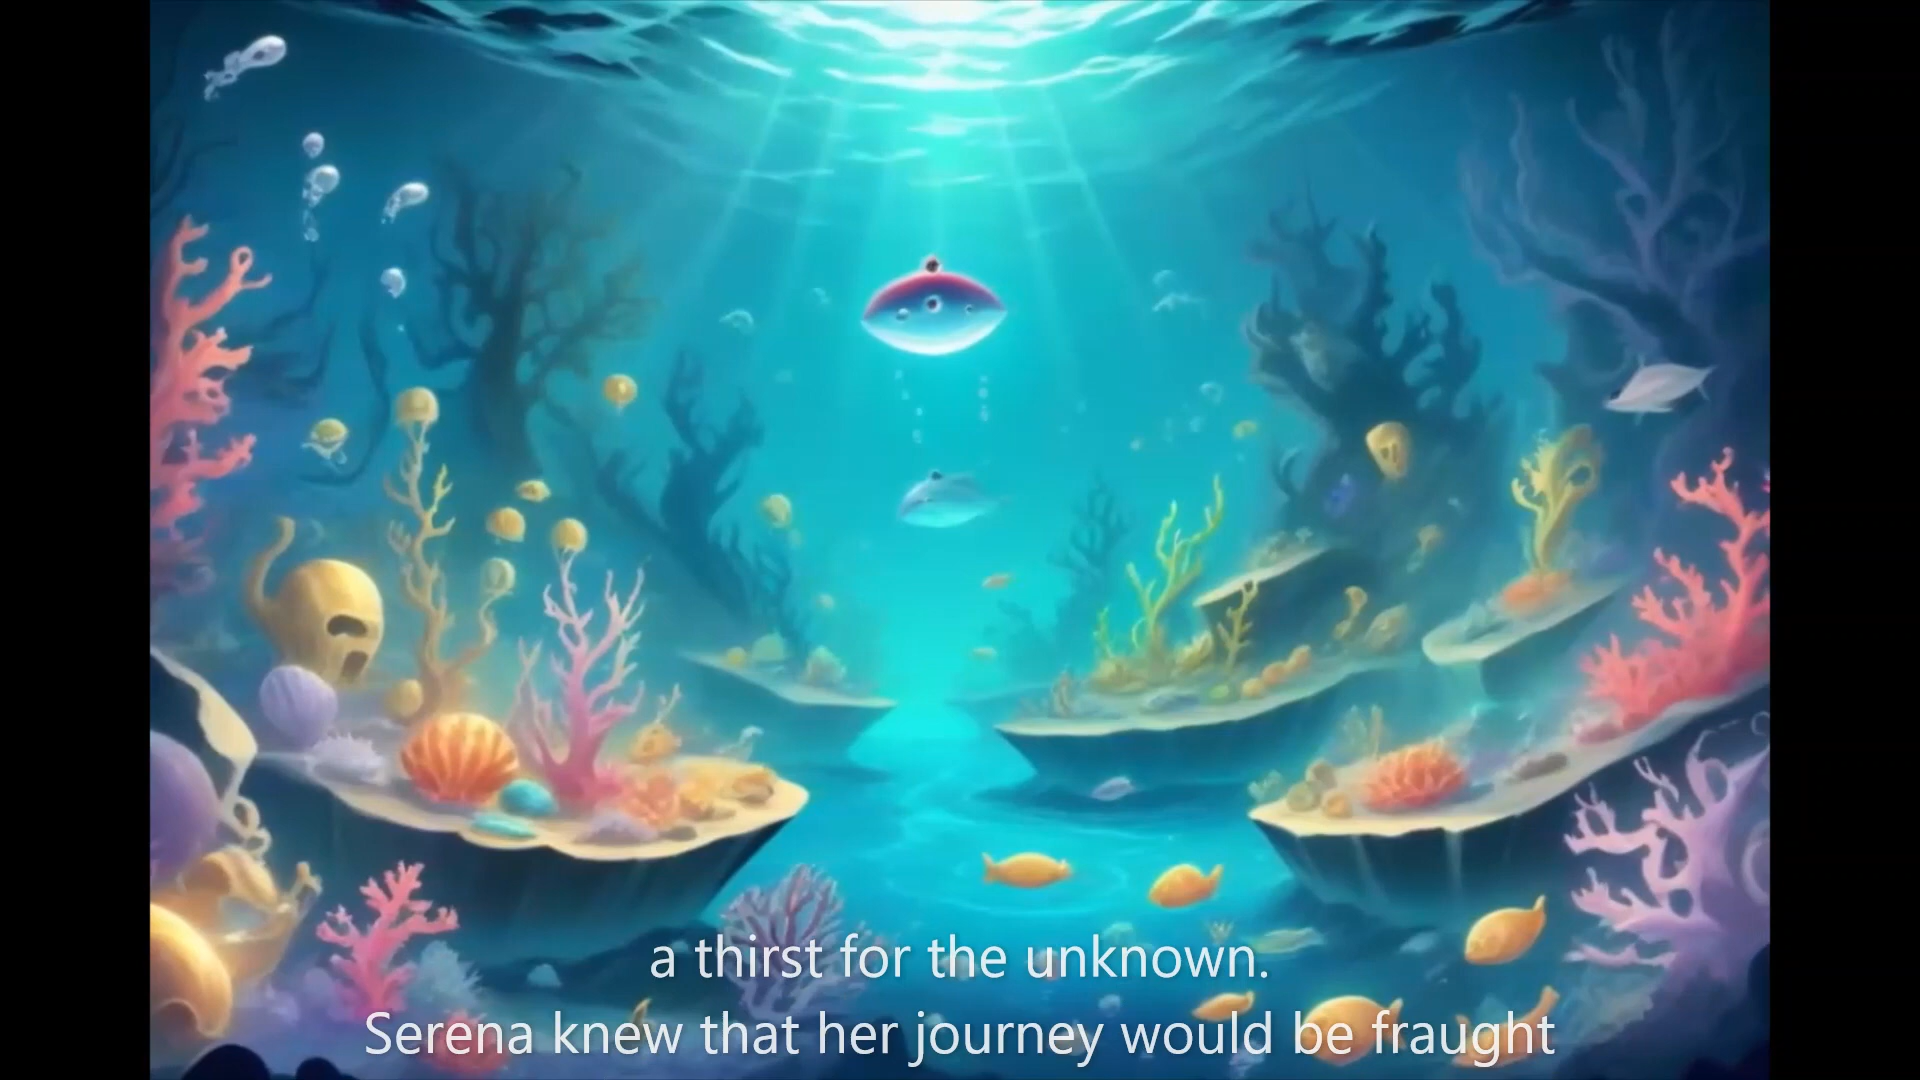 a thirst for the unknown.
Serena knew that her journey would be fraught